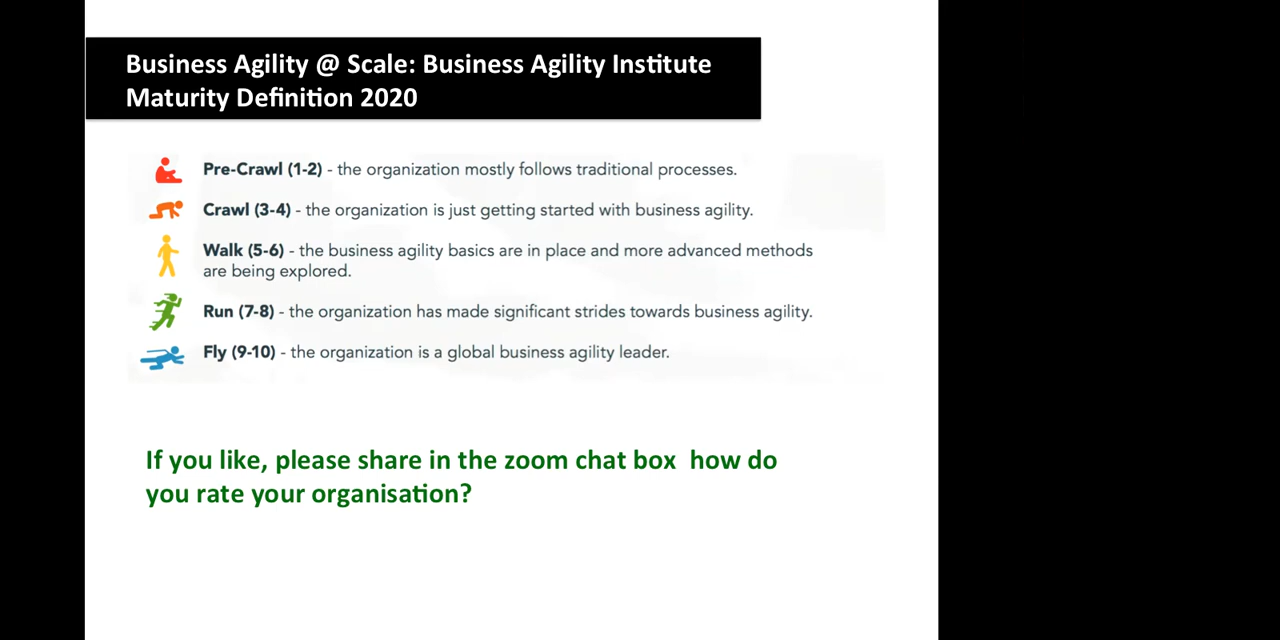 Business Agility @ Scale: Business Agility Institute
Maturity Definition 2020
Pre-Crawl (1-2) - the organization mostly follows traditional processes.
Crawl (3-4) - the organization is just getting started with business agility.
Walk (5-6) - the business agility basics are in place and more advanced methods
are being explored.
Run (7-8) - the organization has made significant strides towards business agility.
Fly (9-10) - the organization is a global business agility leader.
If you like, please share in the zoom chat box  how do
you rate your organisation?